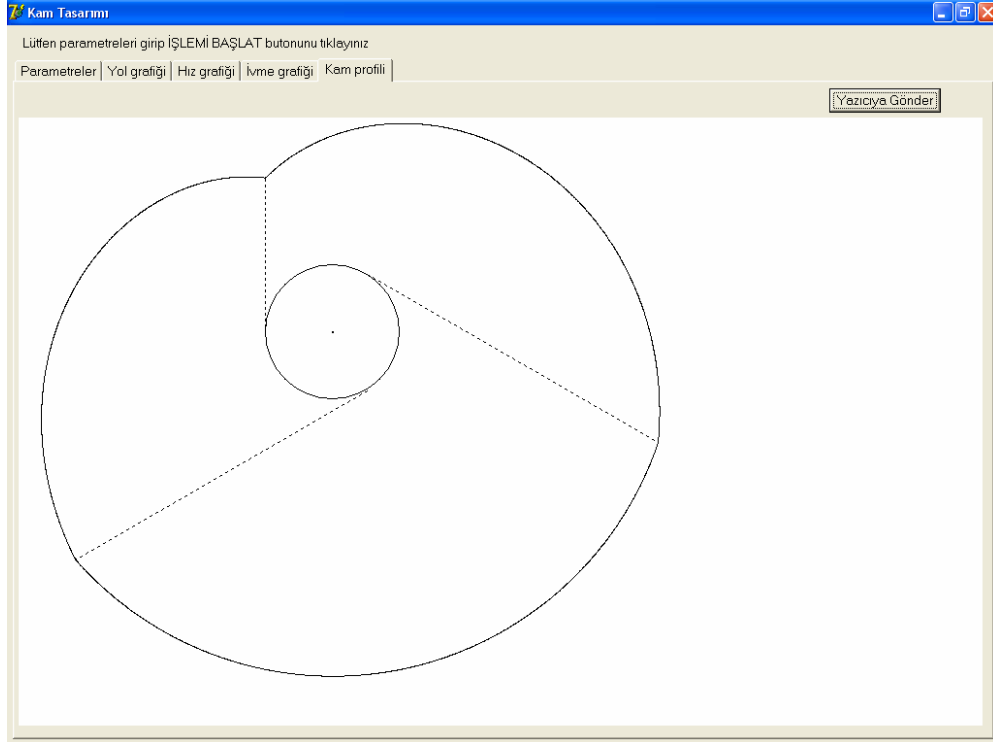 Kam Tasarımı
Lütfen parametreleri girip İŞLEMİ BAŞLAT butonunu tıklayınız
Parametreler Yol grafiği Hız grafiği İvme grafiği Kam profili
Yazıcıya Gönder